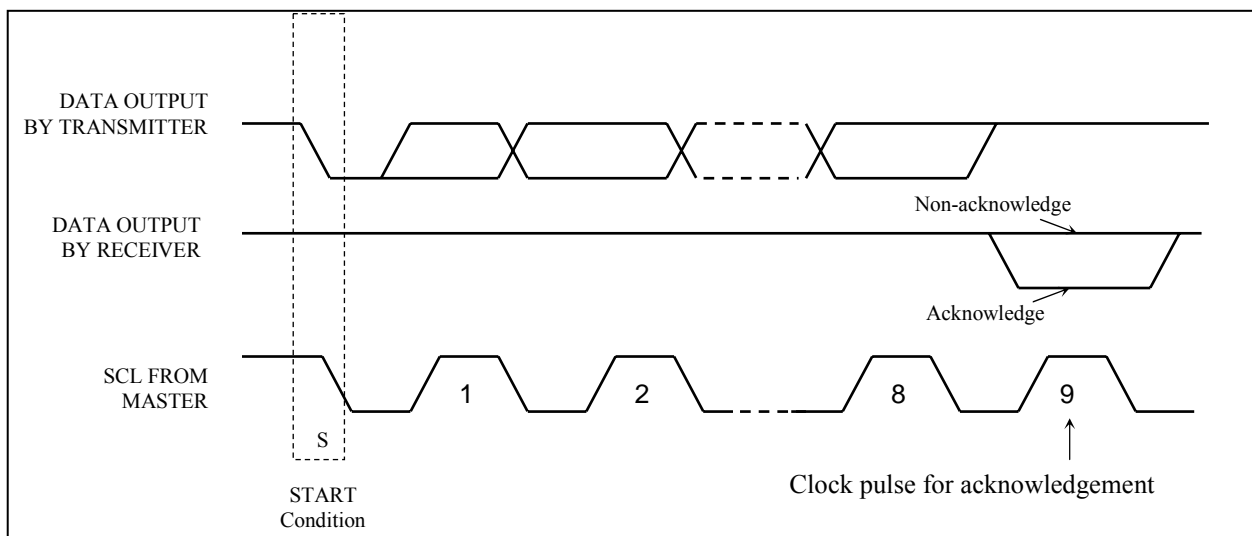 DATA OUTPUT
BY TRANSMITTER
Non-acknowledge
DATA OUTPUT
BY RECEIVER
Acknowledge
SCL FROM
MASTER
1
2
8
9
S
START
Condition
Clock pulse for acknowledgement